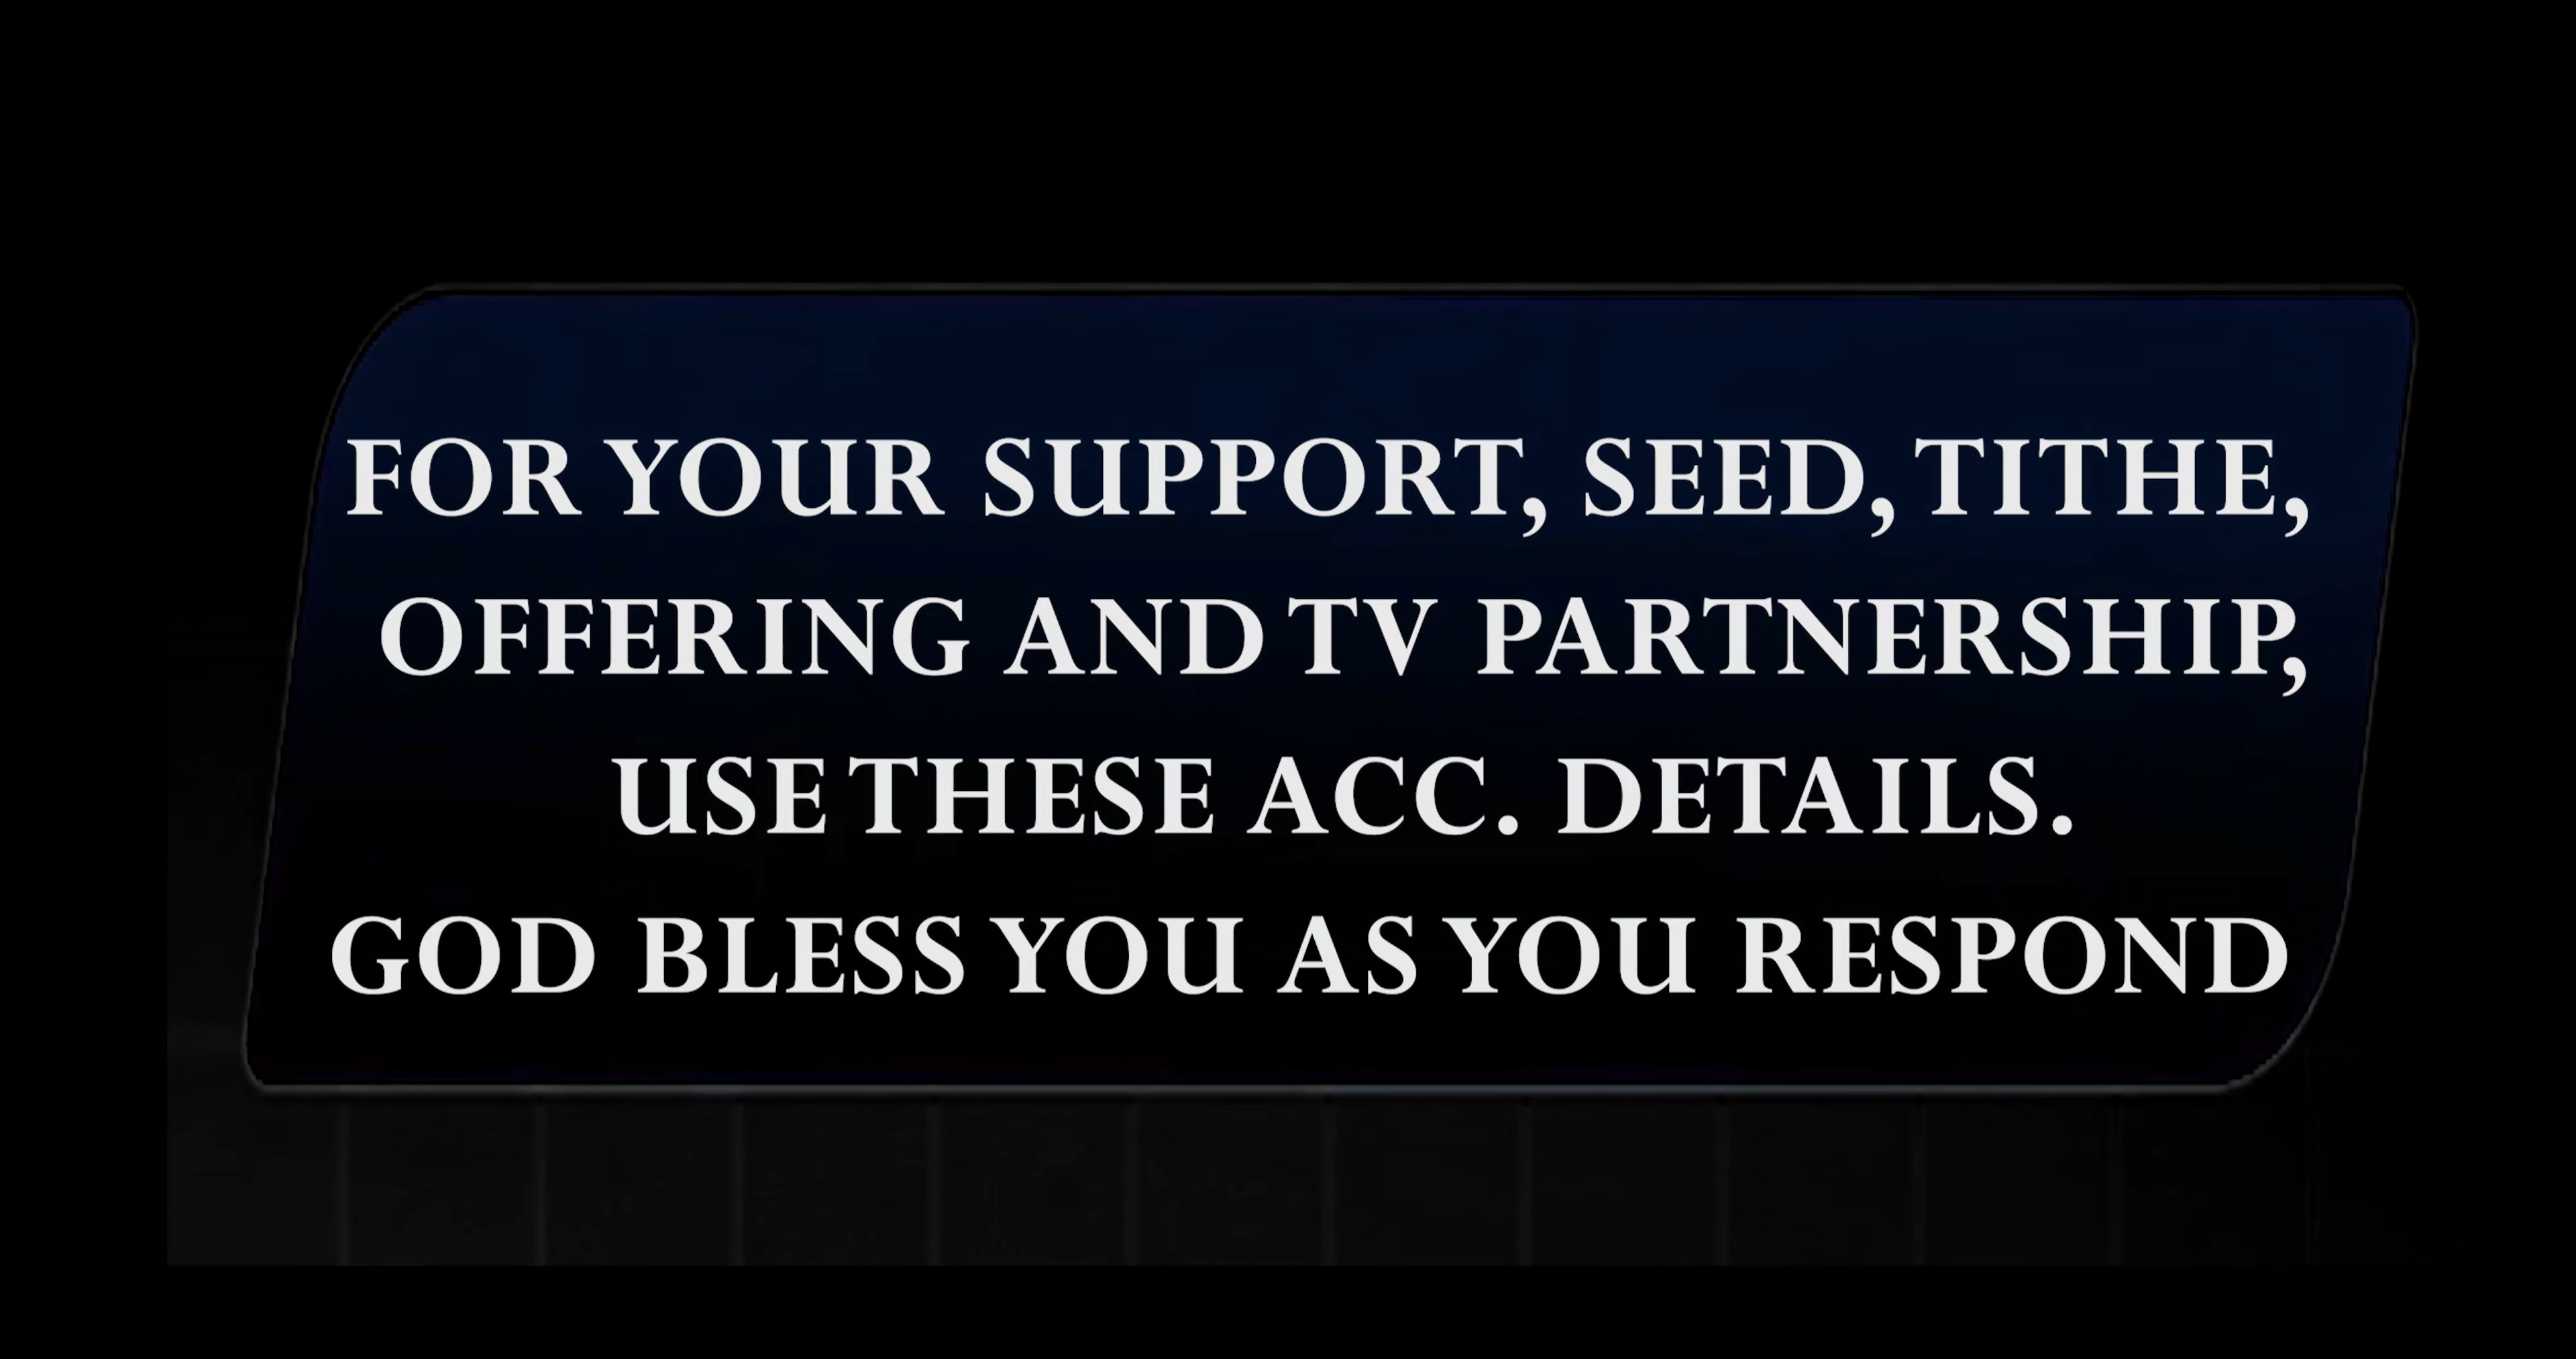 FOR YOUR SUPPORT, SEED, TITHE,
OFFERING AND TV PARTNERSHIP,
USE THESE ACC. DETAILS.
GOD BLESS YOU AS YOU RESPOND